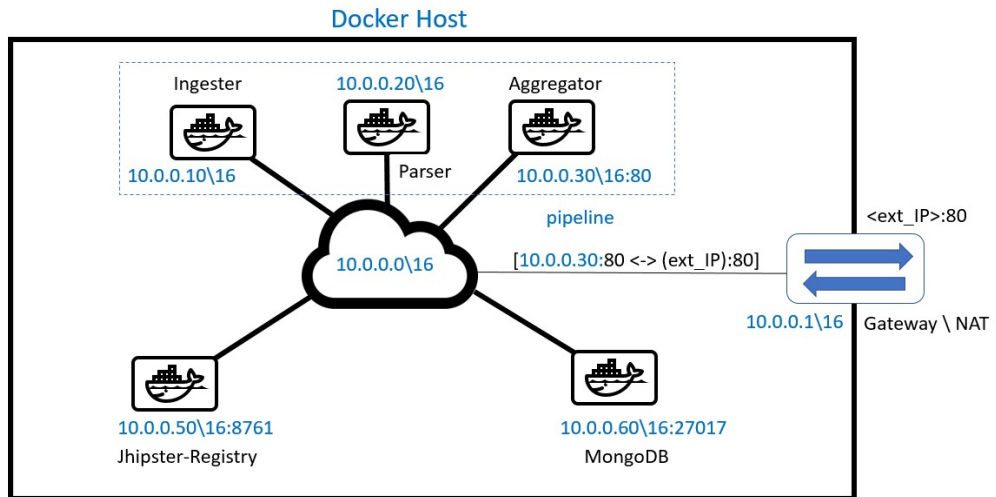 Docker Host
Ingester
10.0.0.20\16
Aggregator
10.0.0.10\16
Parser
10.0.0.30\16:80
pipeline
<ext_IP>:80
10.0.0.0\16
[10.0.0.30:80 <-> (ext_IP):80]
10.0.0.1\16
Gateway \ NAT
10.0.0.50\16:8761
Jhipster-Registry
10.0.0.60\16:27017
MongoDB